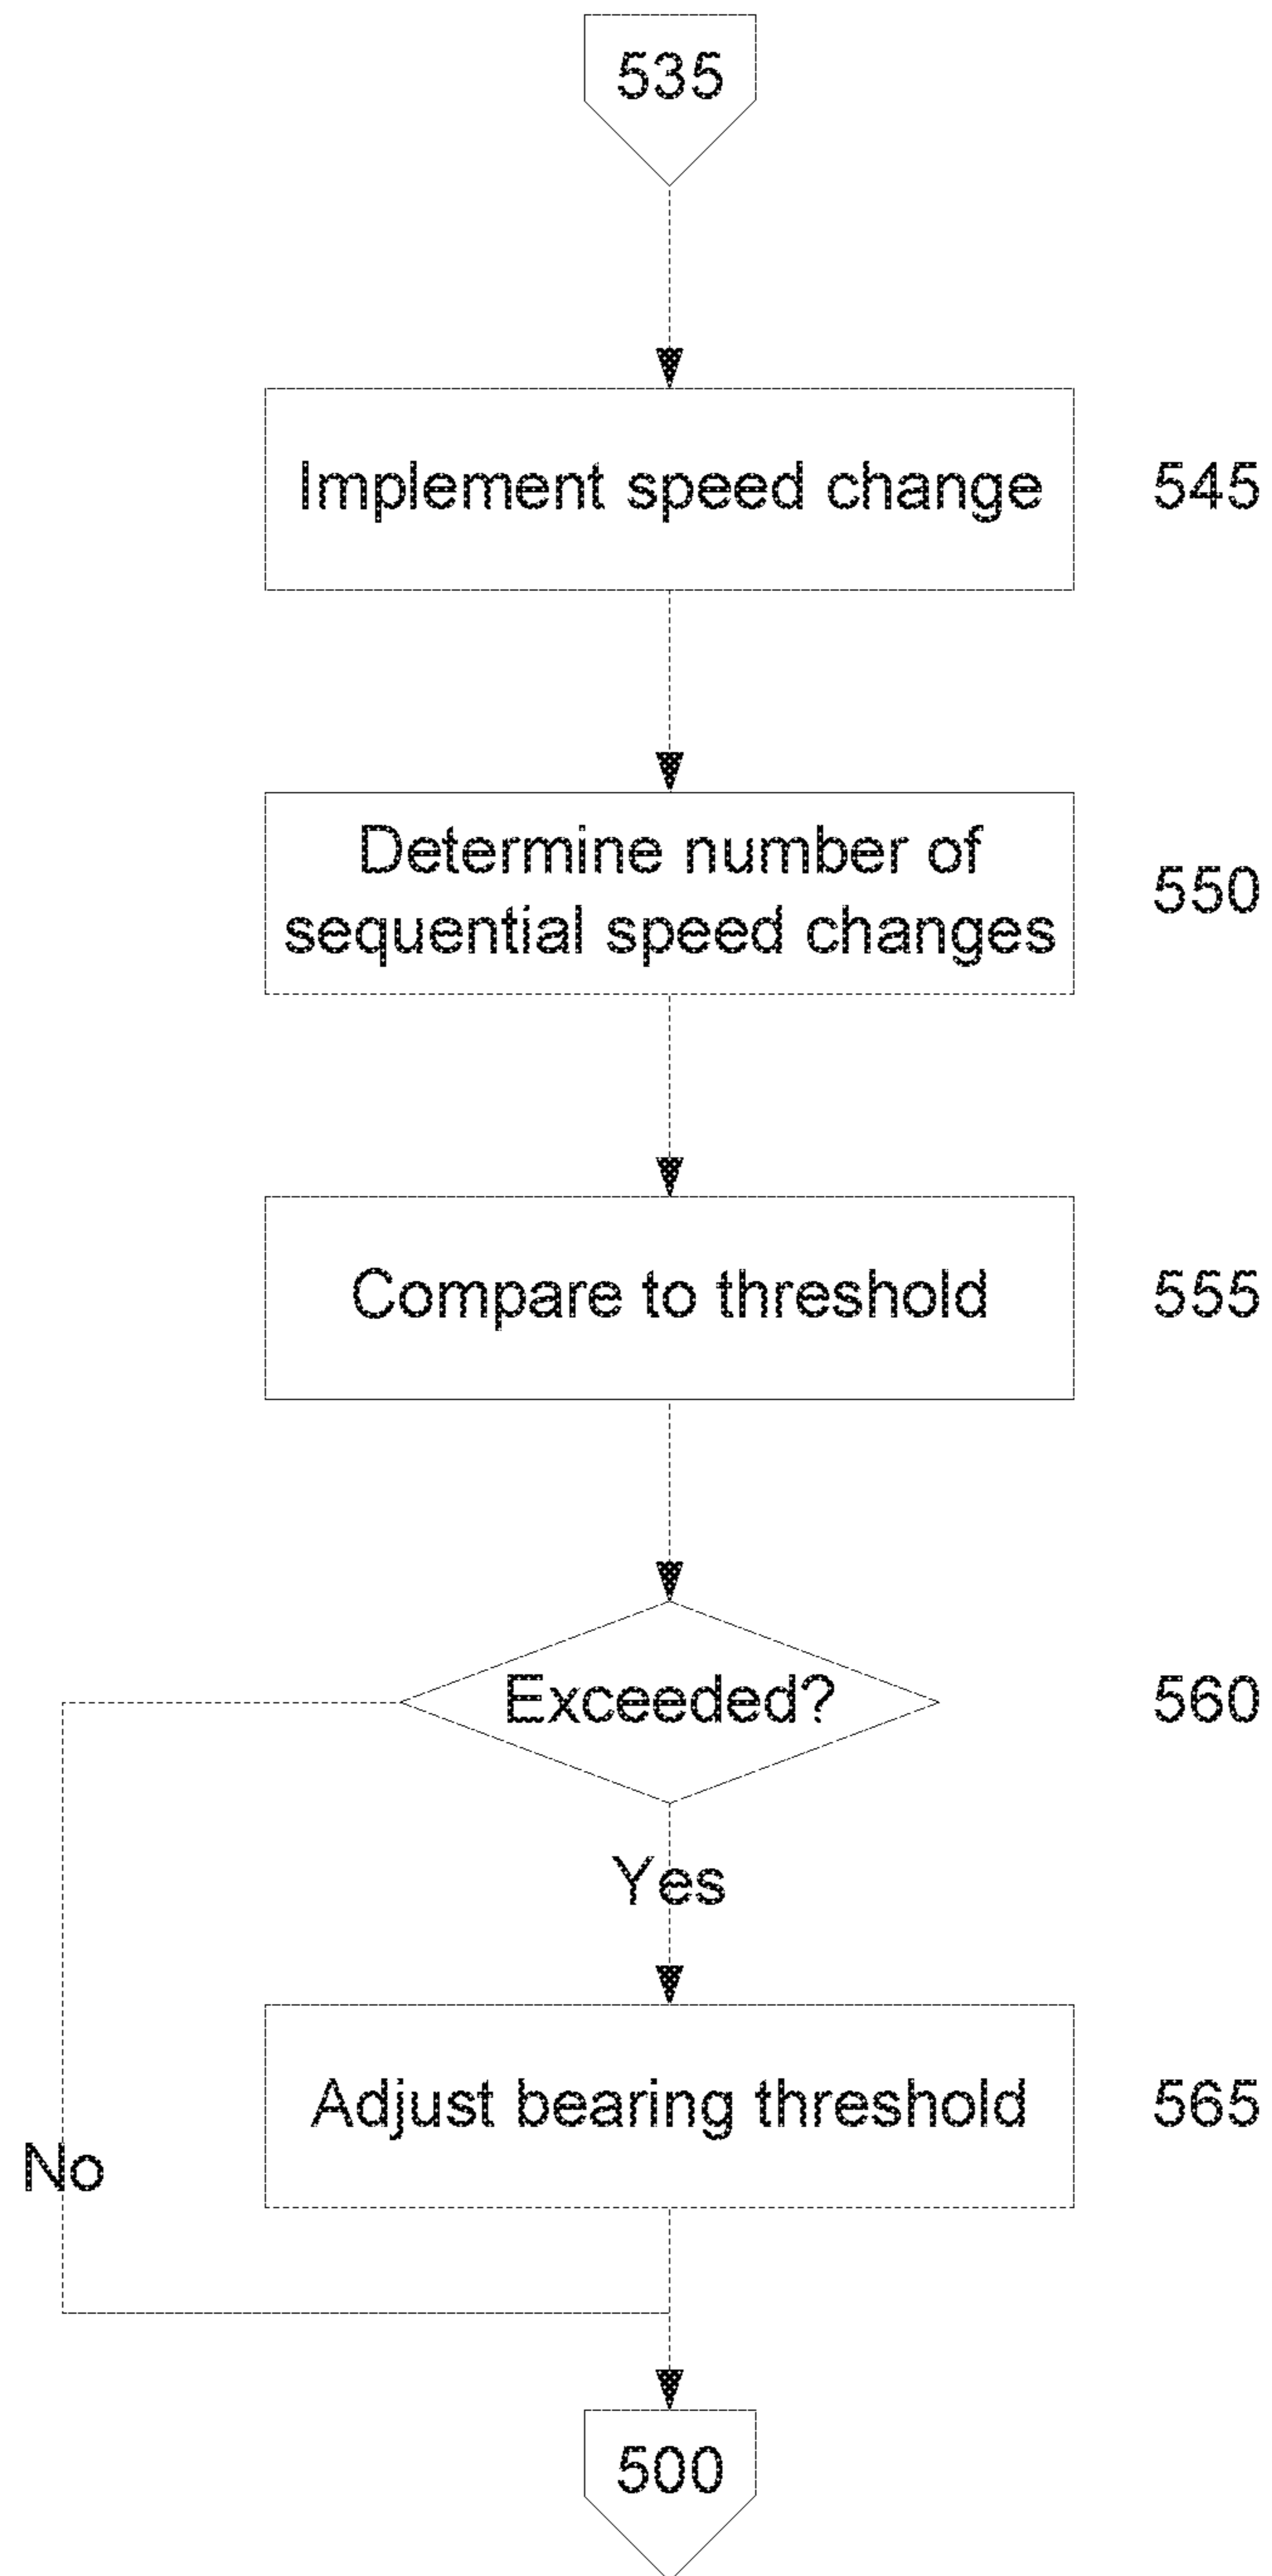 535
Implement speed change
545
Determine number of
sequential speed changes
550
Compare to threshold
555
Exceeded?
560
Yes
Adjust bearing threshold
565
No
500